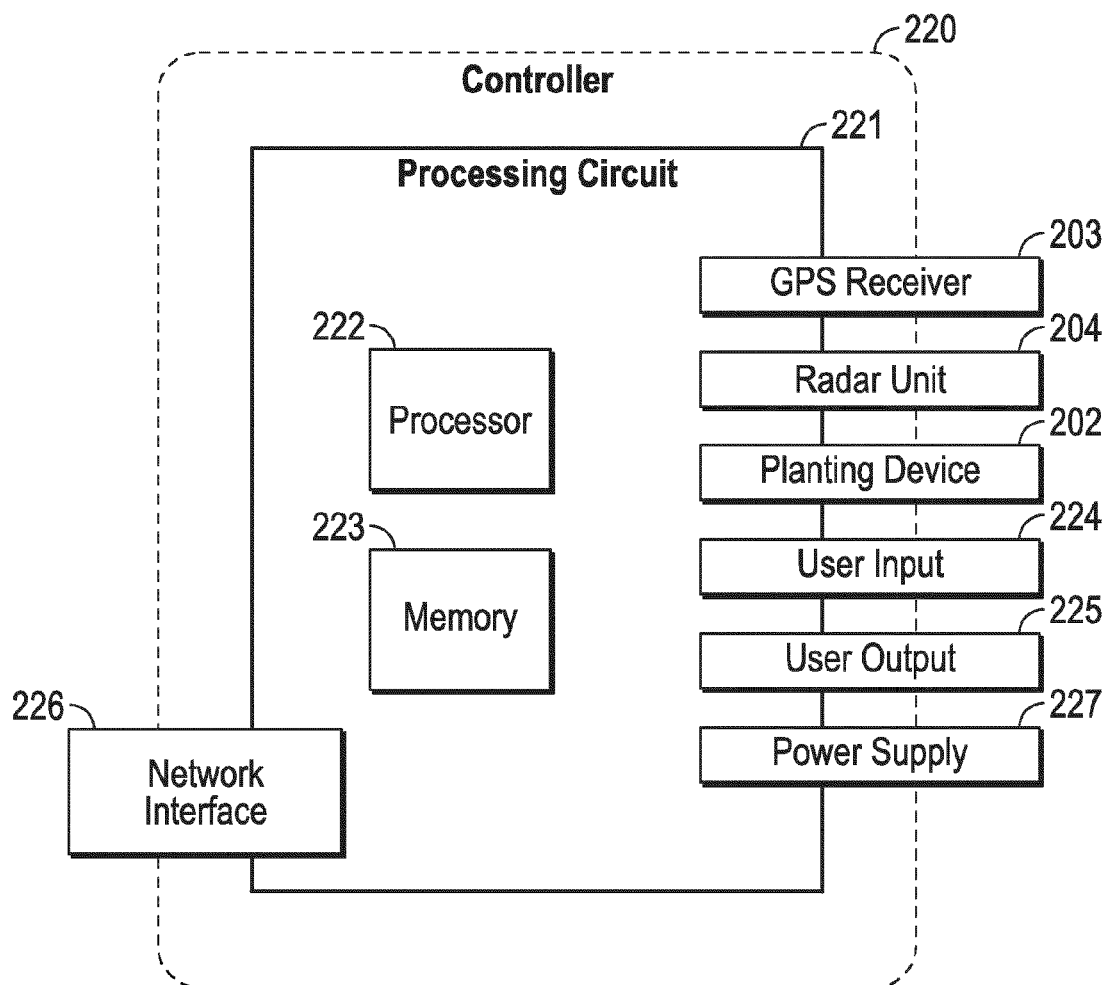 220
Controller
221
Processing Circuit
203
GPS Receiver
222
204
Processor
Radar Unit
202
Planting Device
223
224
Memory
User Input
225
User Output
226
227
Network
Interface
Power Supply